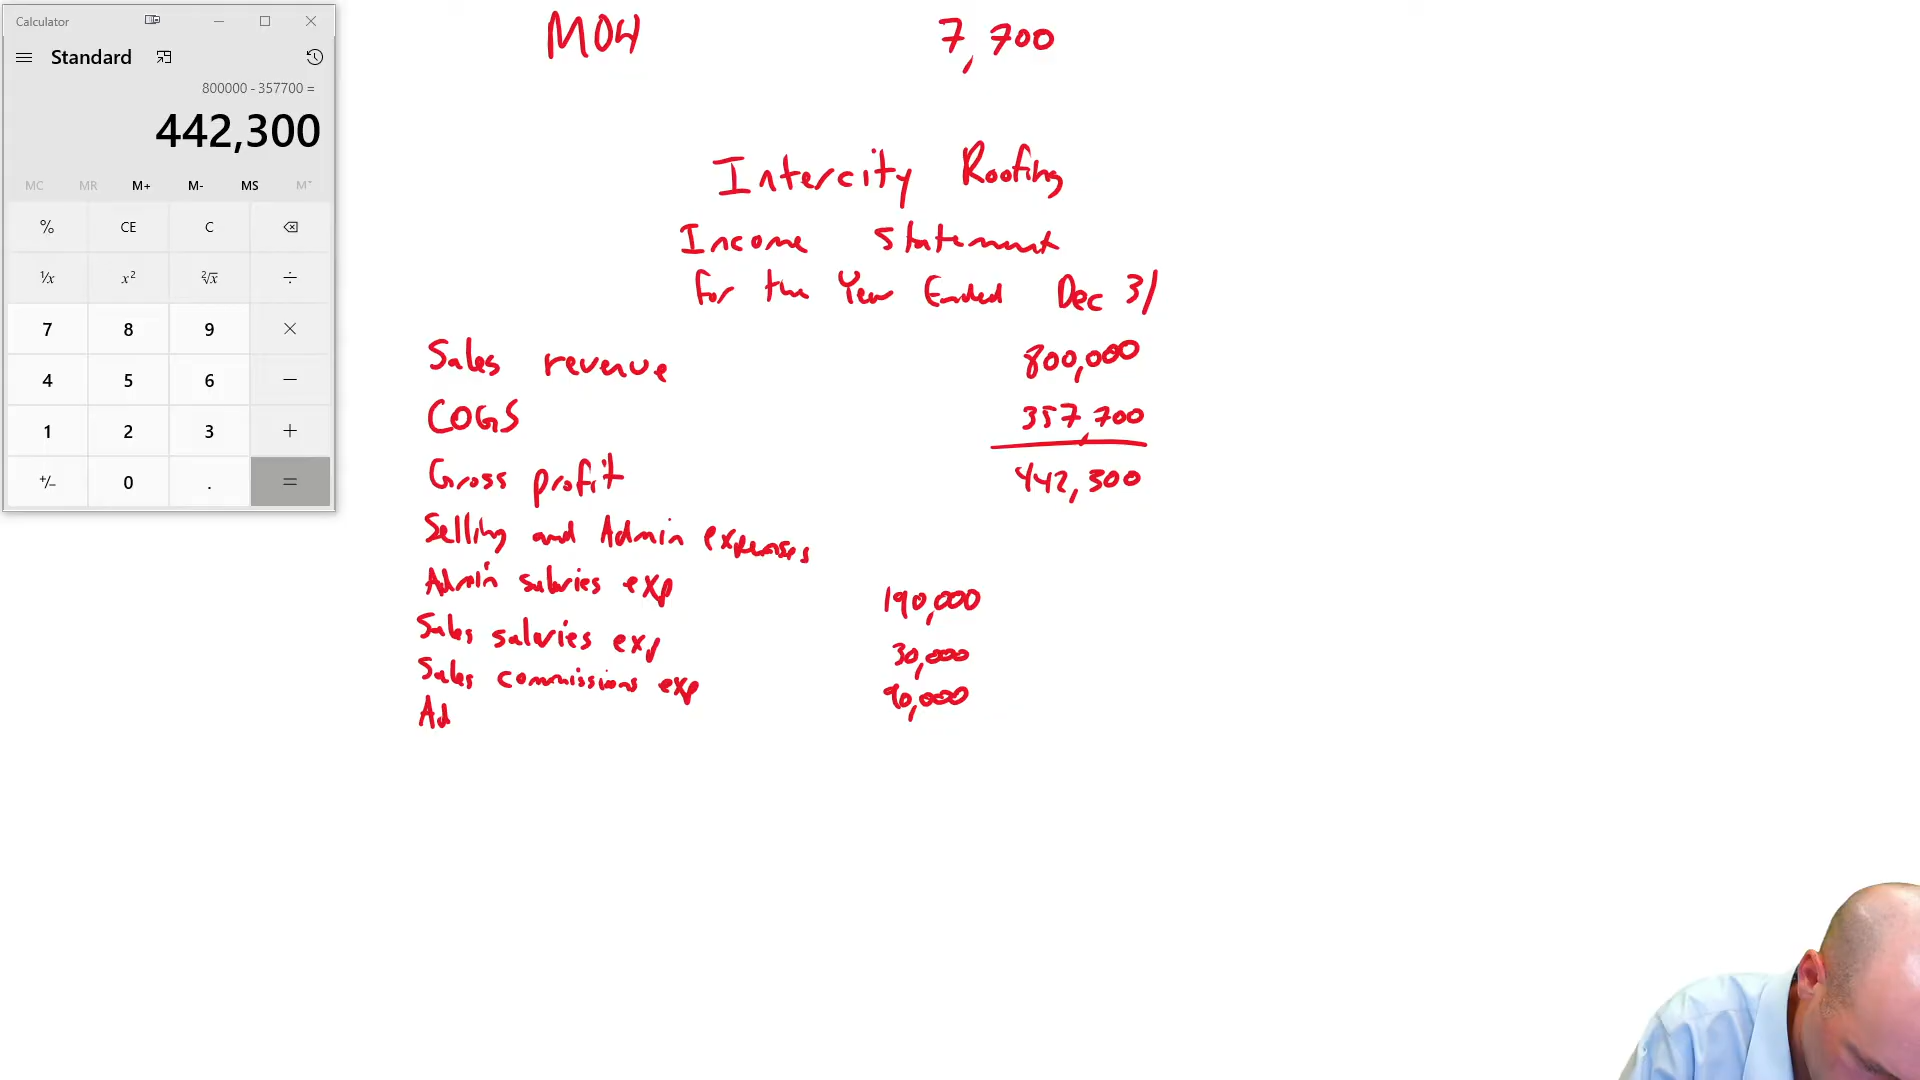 Calculator
Standard
800000 - 357700 =
442,300
MC MR M+ M- MS M˅
% CE C
¹/x x² ²√x ÷
7 8 9 ×
4 5 6 −
1 2 3 +
+/− 0 . =
MOH 7,700
Intercity Roofing
Income Statement
For the Year Ended Dec 31
Sales revenue 800,000
COGS 357,700
Gross profit 442,300
Selling and Admin expenses
Admin salaries exp 190,000
Sales salaries exp 30,000
Sales commissions exp 90,000
Ad